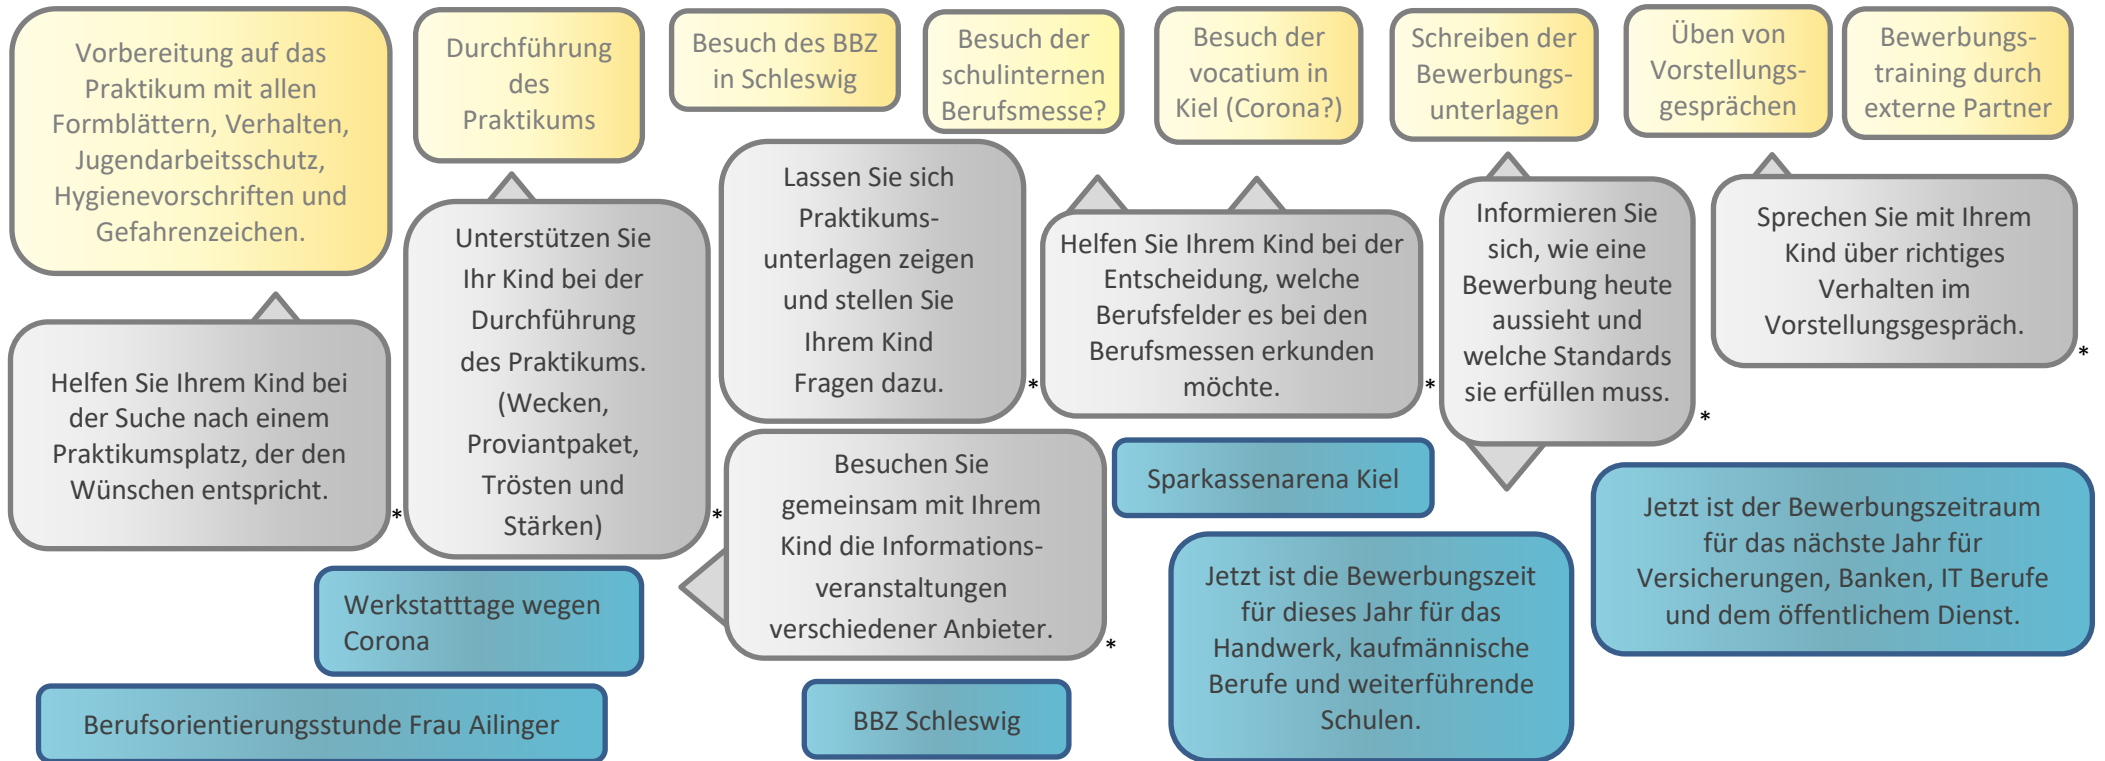 Vorbereitung auf das
Praktikum mit allen
Formblättern, Verhalten,
Jugendarbeitsschutz,
Hygienevorschriften und
Gefahrenzeichen.
Durchführung
des
Praktikums
Besuch des BBZ
in Schleswig
Besuch der
schulinternen
Berufsmesse?
Besuch der
vocatium in
Kiel (Corona?)
Schreiben der
Bewerbungs-
unterlagen
Üben von
Vorstellungs-
gesprächen
Bewerbungs-
training durch
externe Partner
Helfen Sie Ihrem Kind bei
der Suche nach einem
Praktikumsplatz, der den
Wünschen entspricht.
*
Unterstützen Sie
Ihr Kind bei der
Durchführung
des Praktikums.
(Wecken,
Proviantpaket,
Trösten und
Stärken)
*
Lassen Sie sich
Praktikums-
unterlagen zeigen
und stellen Sie
Ihrem Kind
Fragen dazu.
*
Helfen Sie Ihrem Kind bei der
Entscheidung, welche
Berufsfelder es bei den
Berufsmessen erkunden
möchte.
*
Informieren Sie
sich, wie eine
Bewerbung heute
aussieht und
welche Standards
sie erfüllen muss.
*
Sprechen Sie mit Ihrem
Kind über richtiges
Verhalten im
Vorstellungsgespräch.
*
Besuchen Sie
gemeinsam mit Ihrem
Kind die Informations-
veranstaltungen
verschiedener Anbieter.
*
Sparkassenarena Kiel
Jetzt ist der Bewerbungszeitraum
für das nächste Jahr für
Versicherungen, Banken, IT Berufe
und dem öffentlichem Dienst.
Jetzt ist die Bewerbungszeit
für dieses Jahr für das
Handwerk, kaufmännische
Berufe und weiterführende
Schulen.
Werkstatttage wegen
Corona
Berufsorientierungsstunde Frau Ailinger
BBZ Schleswig